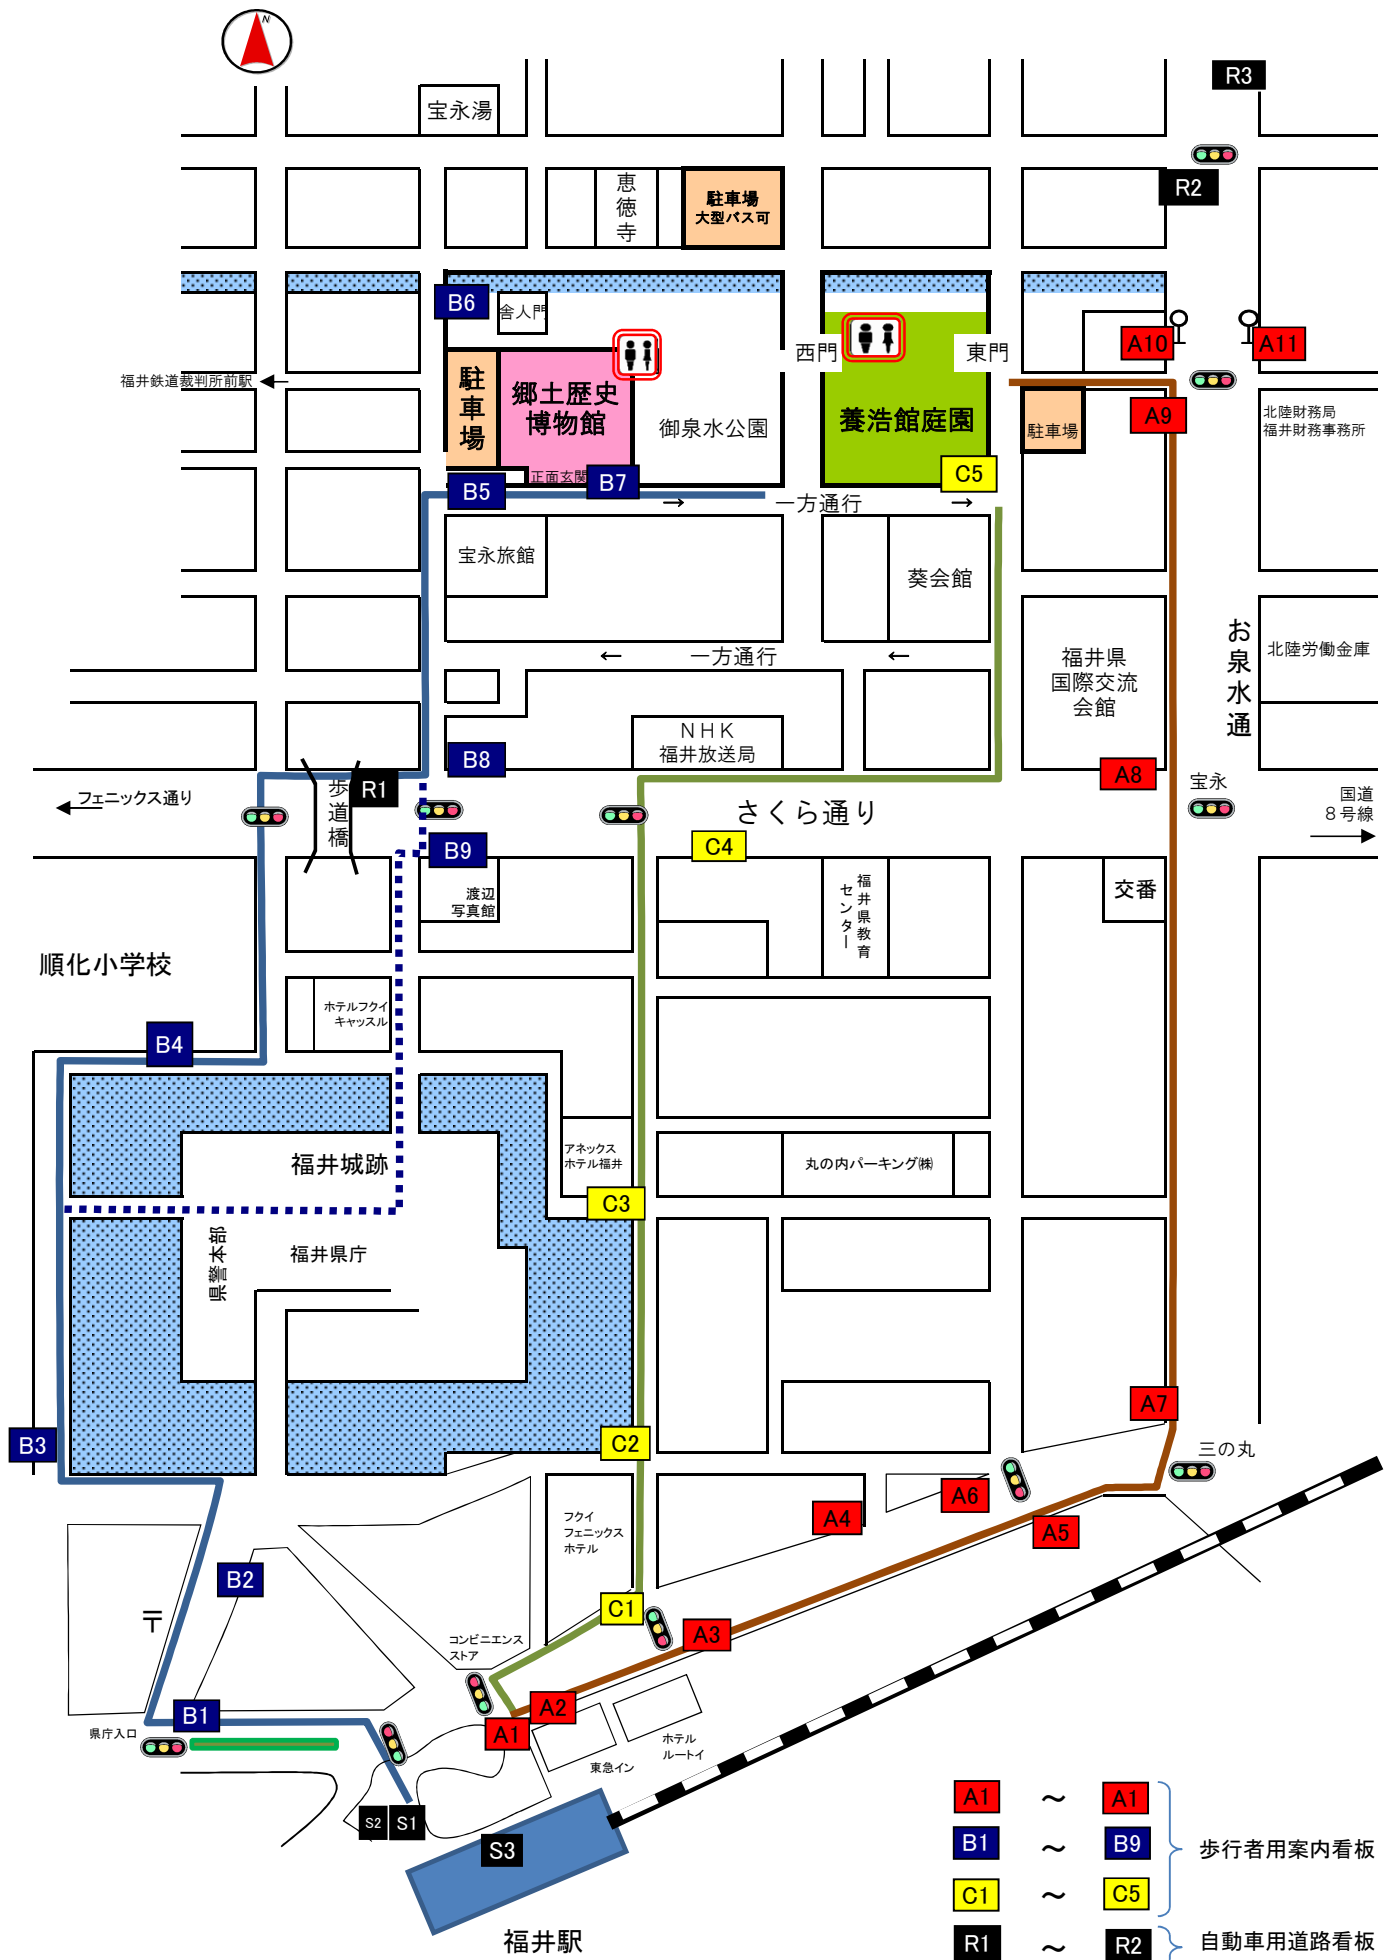 N
R3
宝永湯
R2
恵徳寺
駐車場
大型バス可
B6
舎人門
西門
東門
A10
A11
福井鉄道裁判所前駅 ←
駐車場
郷土歴史
博物館
御泉水公園
養浩館庭園
駐車場
A9
北陸財務局
福井財務事務所
正面玄関
B5
B7
C5
→ 一方通行 →
宝永旅館
葵会館
← 一方通行 ←
福井県
国際交流
会館
お泉水通
北陸労働金庫
NHK
福井放送局
B8
A8
フェニックス通り
歩道橋
R1
さくら通り
宝永
国道
8号線
B9
C4
渡辺
写真館
福井県教育
センター
交番
順化小学校
ホテルフクイ
キャッスル
B4
福井城跡
アネックス
ホテル福井
丸の内パーキング㈱
C3
県警本部
福井県庁
A7
B3
C2
三の丸
A6
A4
A5
フクイ
フェニックス
ホテル
B2
〒
C1
A3
コンビニエンス
ストア
B1
A2
A1
県庁入口
ホテル
ルートイ
東急イン
S2
S1
S3
福井駅
A1 ～ A1
B1 ～ B9
歩行者用案内看板
C1 ～ C5
R1 ～ R2
自動車用道路看板